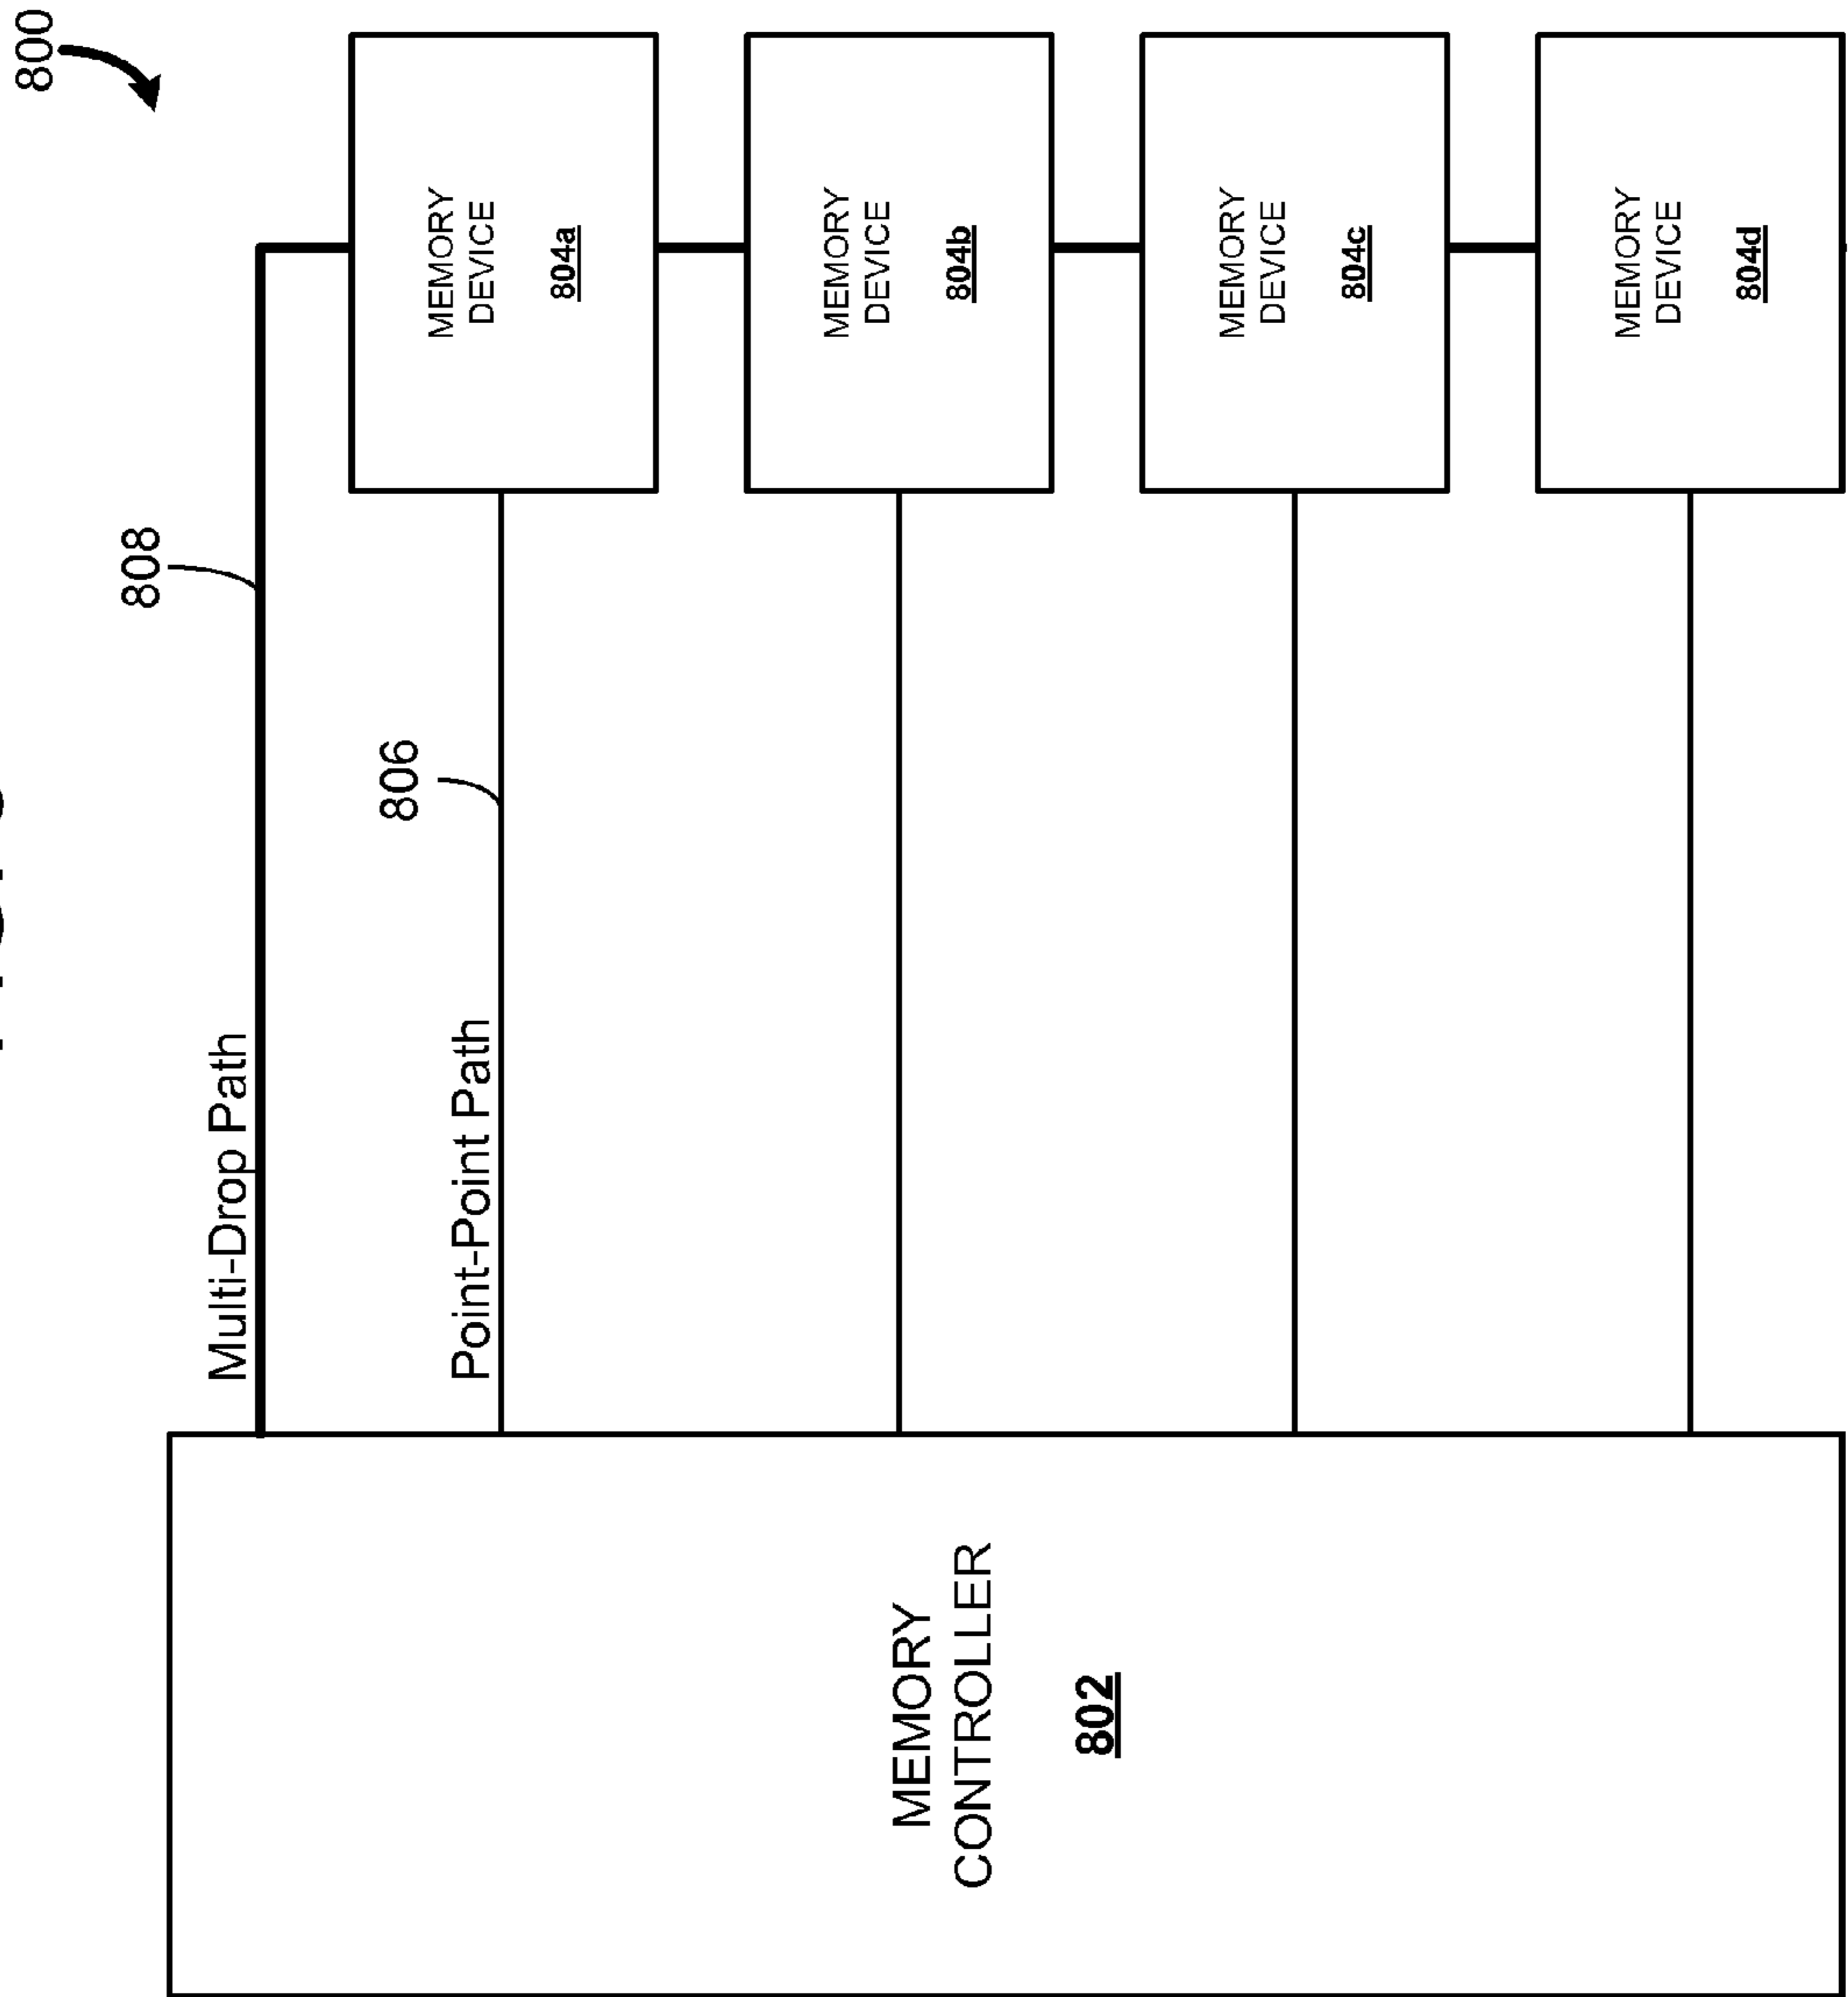 800
808
Multi-Drop Path
806
Point-Point Path
MEMORY
DEVICE
804a
MEMORY
DEVICE
804b
MEMORY
CONTROLLER
802
MEMORY
DEVICE
804c
MEMORY
DEVICE
804d